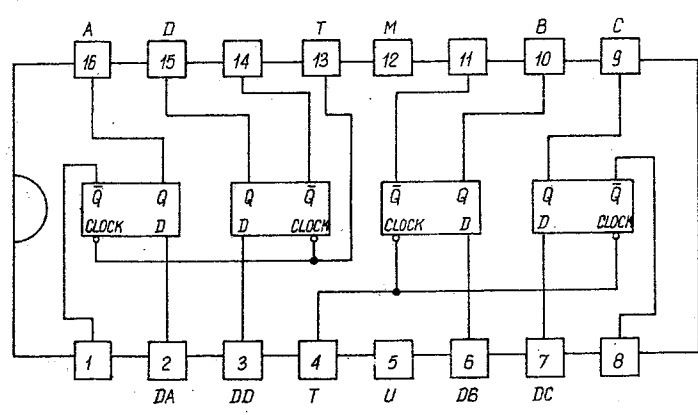 A D T M B C
16 15 14 13 12 11 10 9
Q̅ Q Q Q̅ Q̅ Q Q Q̅
CLOCK D D CLOCK CLOCK D D CLOCK
1 2 3 4 5 6 7 8
DA DD T U DB DC